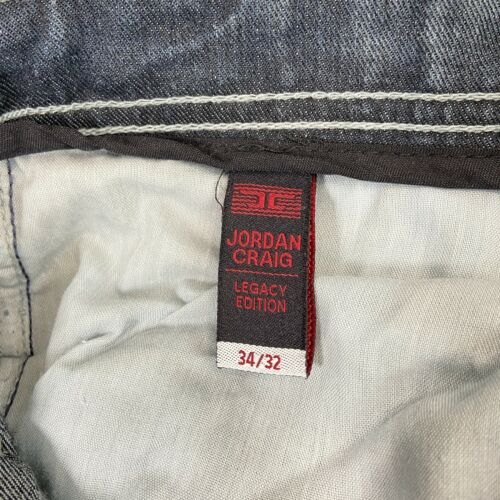 JORDAN
CRAIG
LEGACY
EDITION
34/32